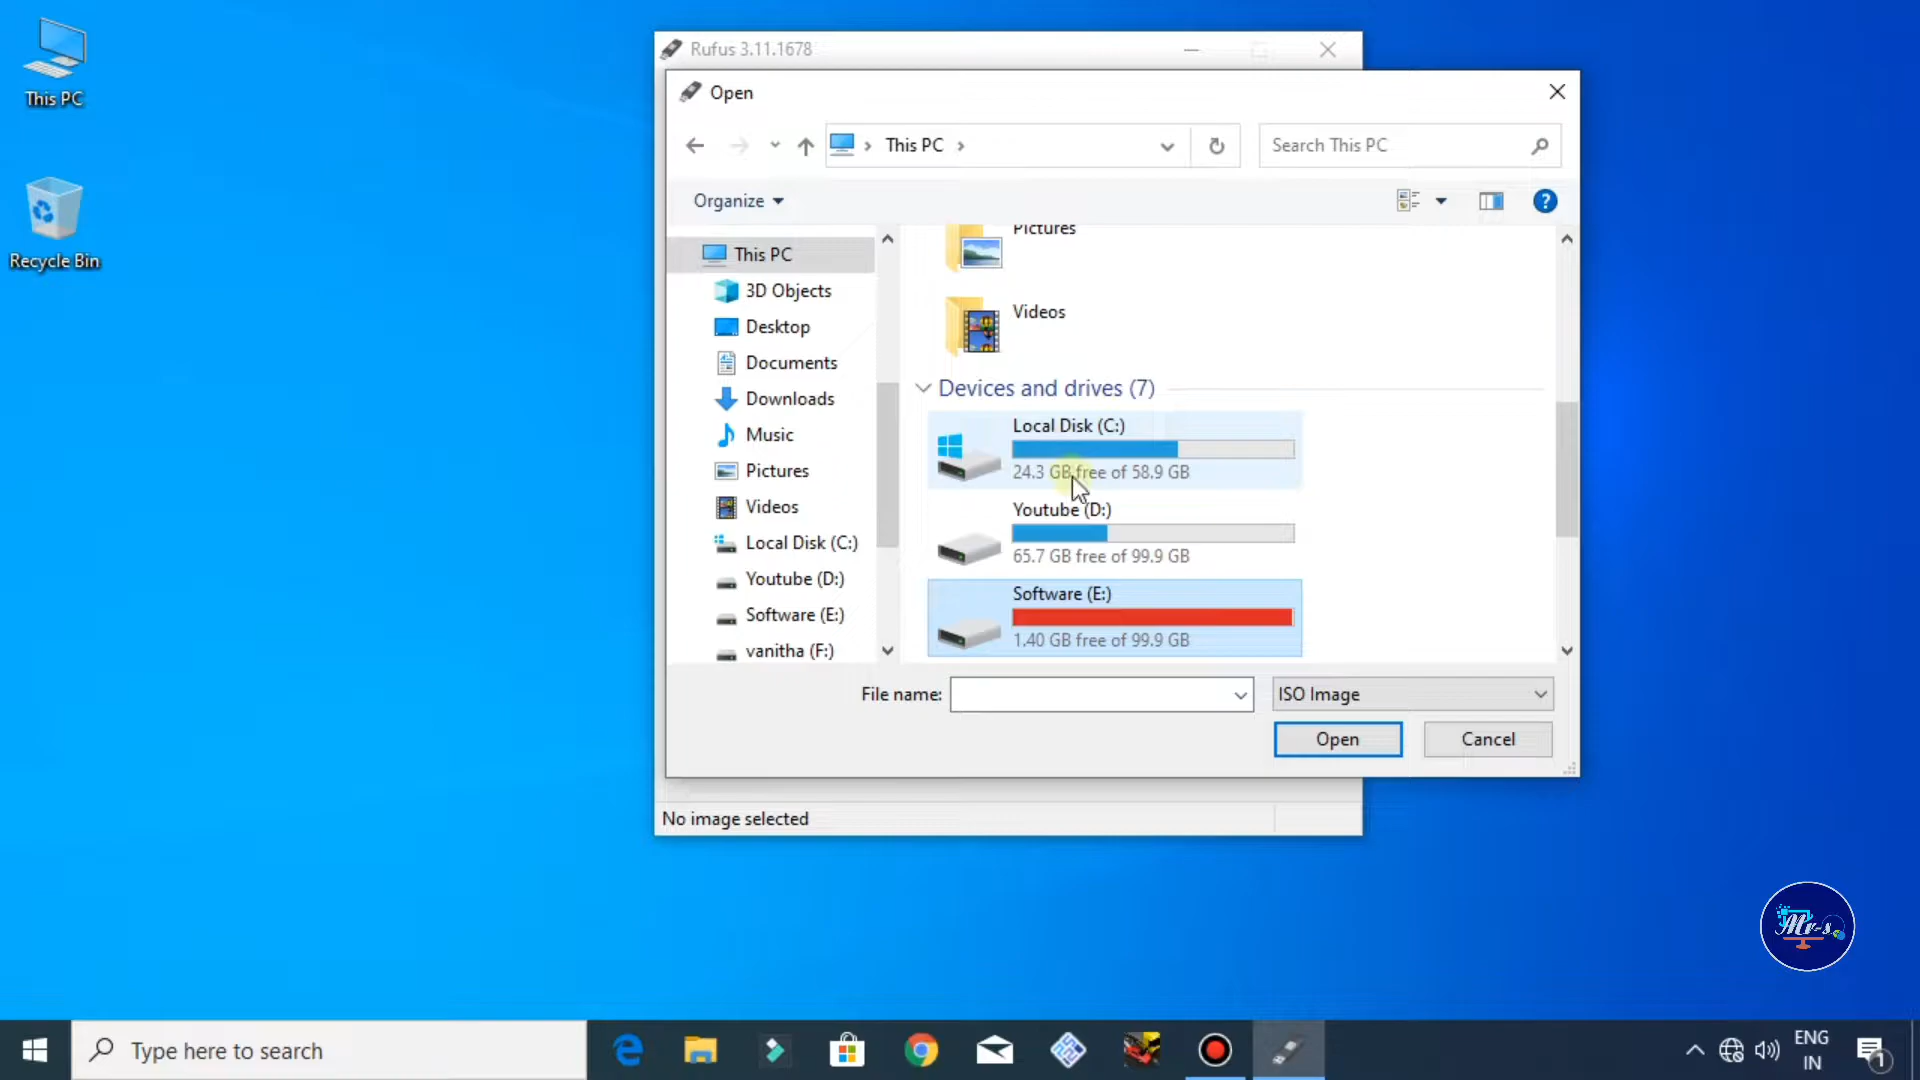 This PC
Recycle Bin
Rufus 3.11.1678
Open
This PC
Search This PC
Organize
?
This PC
3D Objects
Desktop
Documents
Downloads
Music
Pictures
Videos
Local Disk (C:)
Youtube (D:)
Software (E:)
vanitha (F:)
Pictures
Videos
Devices and drives (7)
Local Disk (C:)
24.3 GB free of 58.9 GB
Youtube (D:)
65.7 GB free of 99.9 GB
Software (E:)
1.40 GB free of 99.9 GB
File name:
ISO Image
Open
Cancel
No image selected
Mr-s
Type here to search
ENG
IN
1